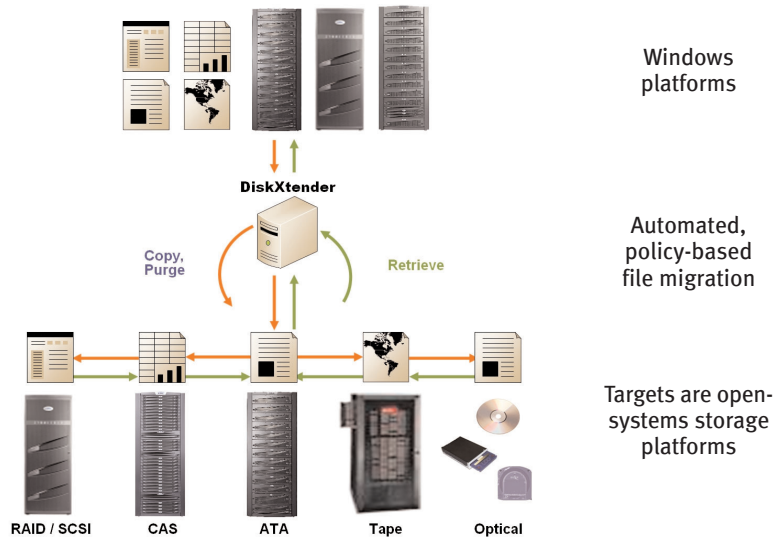 Windows
platforms
DiskXtender
Copy,
Purge
Retrieve
Automated,
policy-based
file migration
Targets are open-
systems storage
platforms
RAID / SCSI
CAS
ATA
Tape
Optical